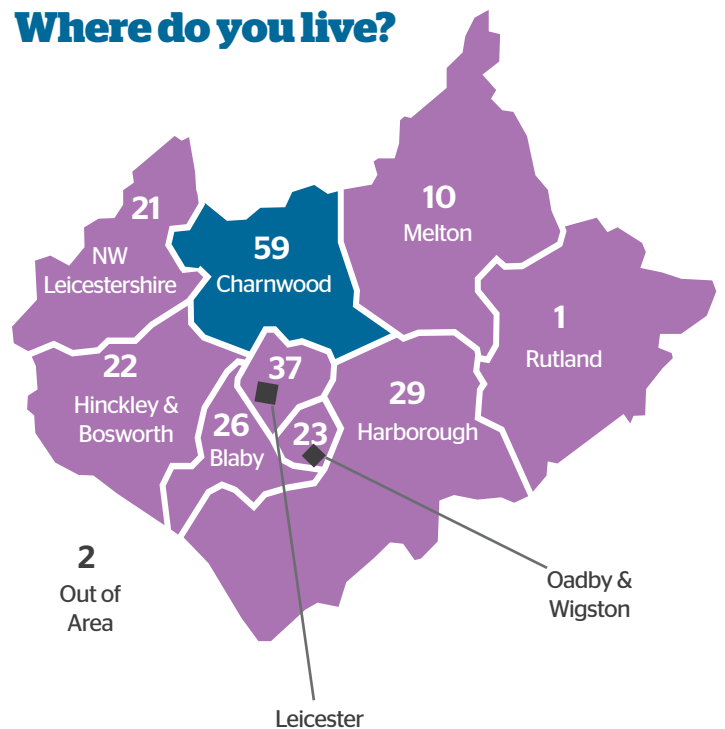 Where do you live?
21
NW
Leicestershire
59
Charnwood
10
Melton
1
Rutland
22
Hinckley &
Bosworth
37
26
Blaby
23
29
Harborough
2
Out of
Area
Oadby &
Wigston
Leicester